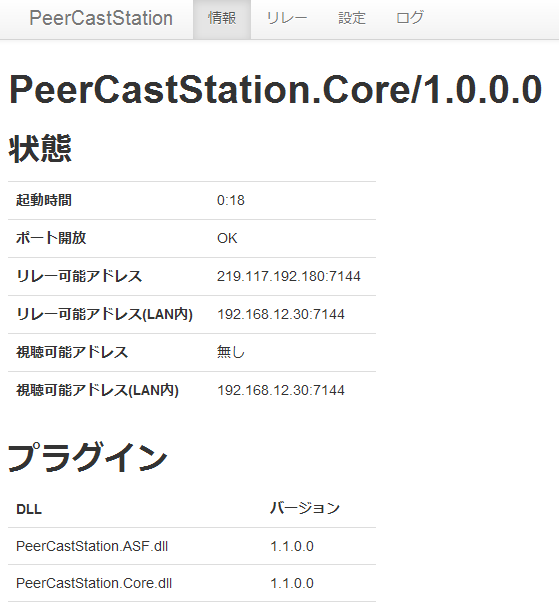 PeerCastStation 情報 リレー 設定 ログ
PeerCastStation.Core/1.0.0.0
状態
起動時間 0:18
ポート開放 OK
リレー可能アドレス 219.117.192.180:7144
リレー可能アドレス(LAN内) 192.168.12.30:7144
視聴可能アドレス 無し
視聴可能アドレス(LAN内) 192.168.12.30:7144
プラグイン
DLL バージョン
PeerCastStation.ASF.dll 1.1.0.0
PeerCastStation.Core.dll 1.1.0.0